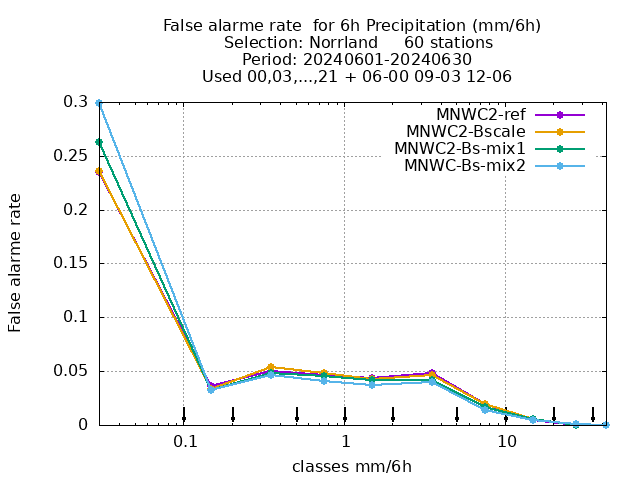 False alarme rate  for 6h Precipitation (mm/6h)
Selection: Norrland     60 stations
Period: 20240601-20240630
Used 00,03,...,21 + 06-00 09-03 12-06
MNWC2-ref
MNWC2-Bscale
MNWC2-Bs-mix1
MNWC-Bs-mix2
0.3
0.25
0.2
0.15
0.1
0.05
0
False alarme rate
0.1 1 10
classes mm/6h